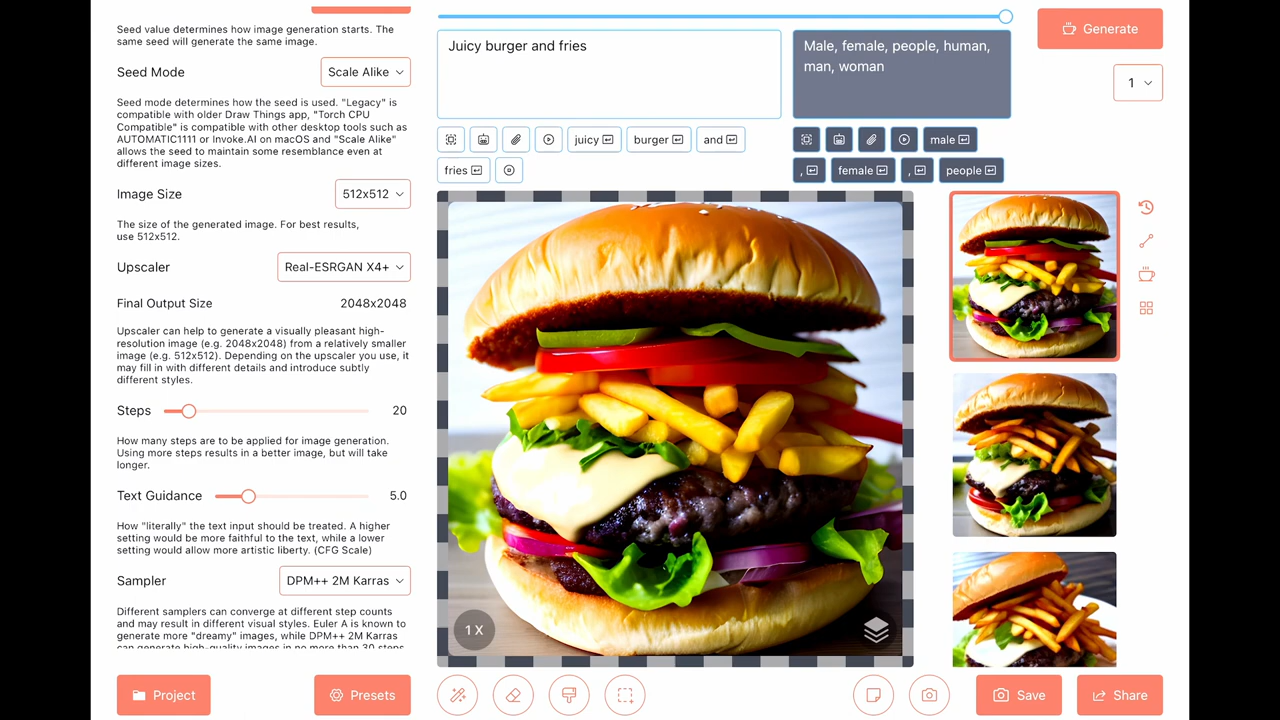 Seed value determines how image generation starts. The
same seed will generate the same image.
Seed Mode
Scale Alike
Seed mode determines how the seed is used. "Legacy" is
compatible with older Draw Things app, "Torch CPU
Compatible" is compatible with other desktop tools such as
AUTOMATIC1111 or Invoke.AI on macOS and "Scale Alike"
allows the seed to maintain some resemblance even at
different image sizes.
Image Size
512x512
The size of the generated image. For best results,
use 512x512.
Upscaler
Real-ESRGAN X4+
Final Output Size
2048x2048
Upscaler can help to generate a visually pleasant high-
resolution image (e.g. 2048x2048) from a relatively smaller
image (e.g. 512x512). Depending on the upscaler you use, it
may fill in with different details and introduce subtly
different styles.
Steps
20
How many steps are to be applied for image generation.
Using more steps results in a better image, but will take
longer.
Text Guidance
5.0
How "literally" the text input should be treated. A higher
setting would be more faithful to the text, while a lower
setting would allow more artistic liberty. (CFG Scale)
Sampler
DPM++ 2M Karras
Different samplers can converge at different step counts
and may result in different visual styles. Euler A is known to
generate more "dreamy" images, while DPM++ 2M Karras
can generate high-quality images in no more than 30 steps
Project
Presets
Juicy burger and fries
juicy
burger
and
fries
Male, female, people, human,
man, woman
male
,
female
,
people
Generate
1
1 X
Save
Share